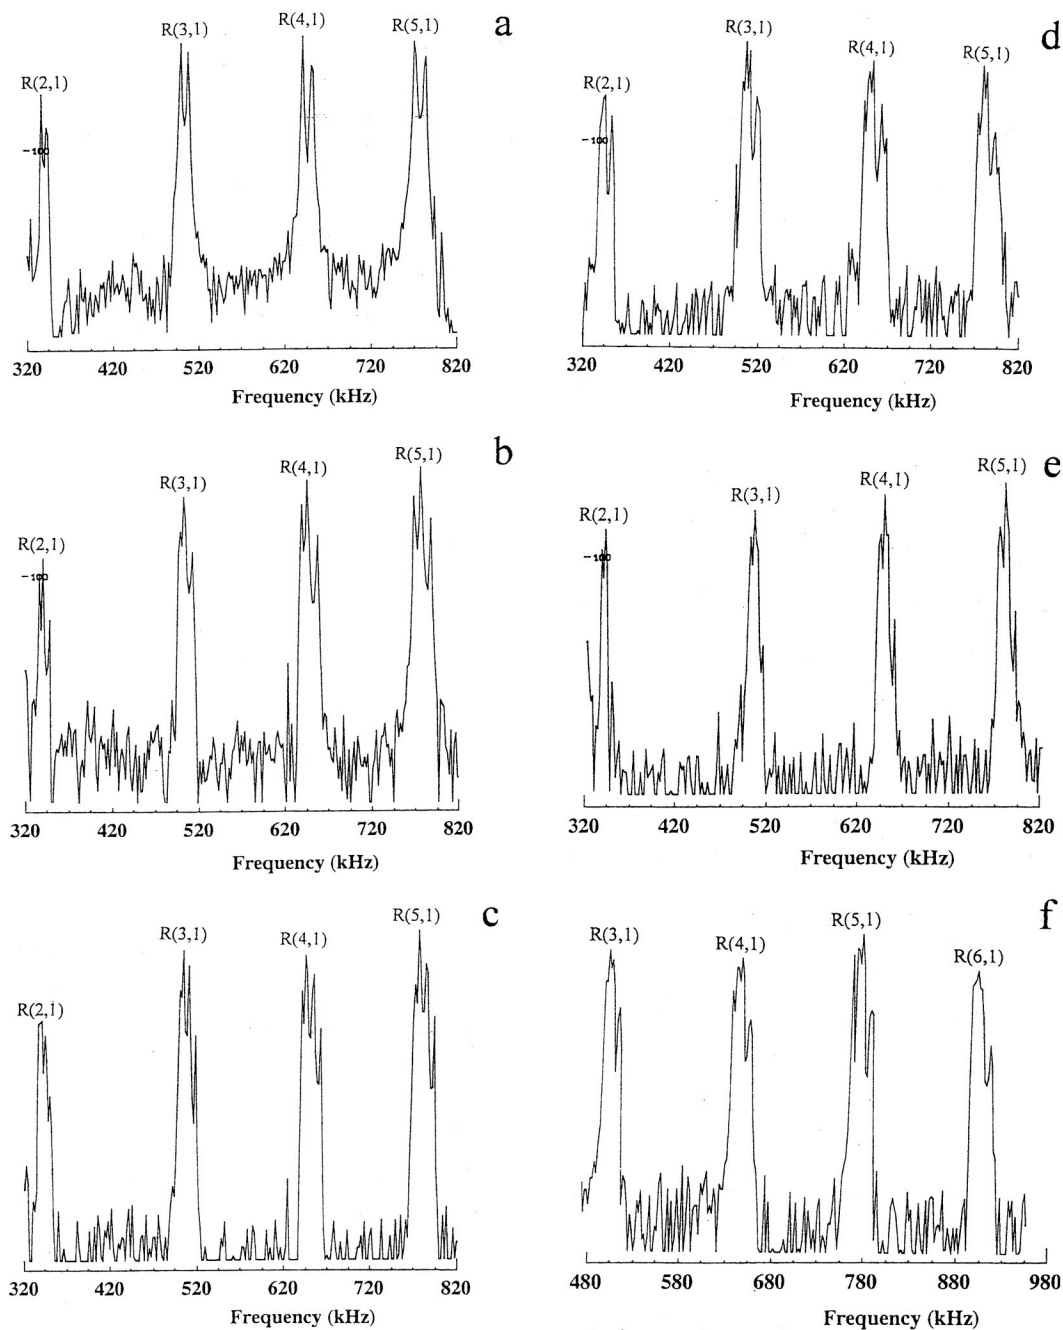 a
R(2,1) R(3,1) R(4,1) R(5,1)
-100
320 420 520 620 720 820
Frequency (kHz)
d
R(2,1) R(3,1) R(4,1) R(5,1)
-100
320 420 520 620 720 820
Frequency (kHz)
b
R(2,1) R(3,1) R(4,1) R(5,1)
-100
320 420 520 620 720 820
Frequency (kHz)
e
R(2,1) R(3,1) R(4,1) R(5,1)
-100
320 420 520 620 720 820
Frequency (kHz)
c
R(2,1) R(3,1) R(4,1) R(5,1)
320 420 520 620 720 820
Frequency (kHz)
f
R(3,1) R(4,1) R(5,1) R(6,1)
480 580 680 780 880 980
Frequency (kHz)